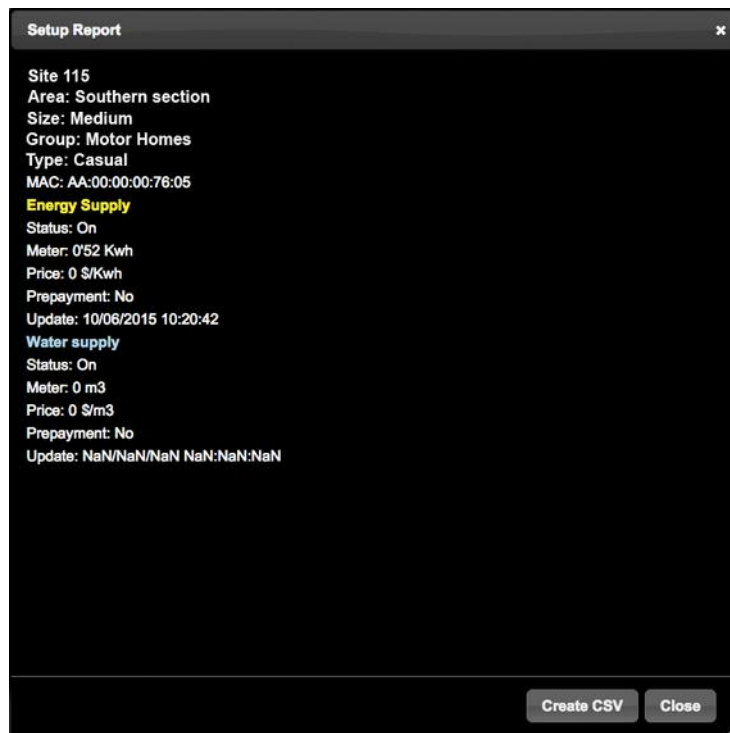 Setup Report
×
Site 115
Area: Southern section
Size: Medium
Group: Motor Homes
Type: Casual
MAC: AA:00:00:00:76:05
Energy Supply
Status: On
Meter: 0'52 Kwh
Price: 0 $/Kwh
Prepayment: No
Update: 10/06/2015 10:20:42
Water supply
Status: On
Meter: 0 m3
Price: 0 $/m3
Prepayment: No
Update: NaN/NaN/NaN NaN:NaN:NaN
Create CSV Close